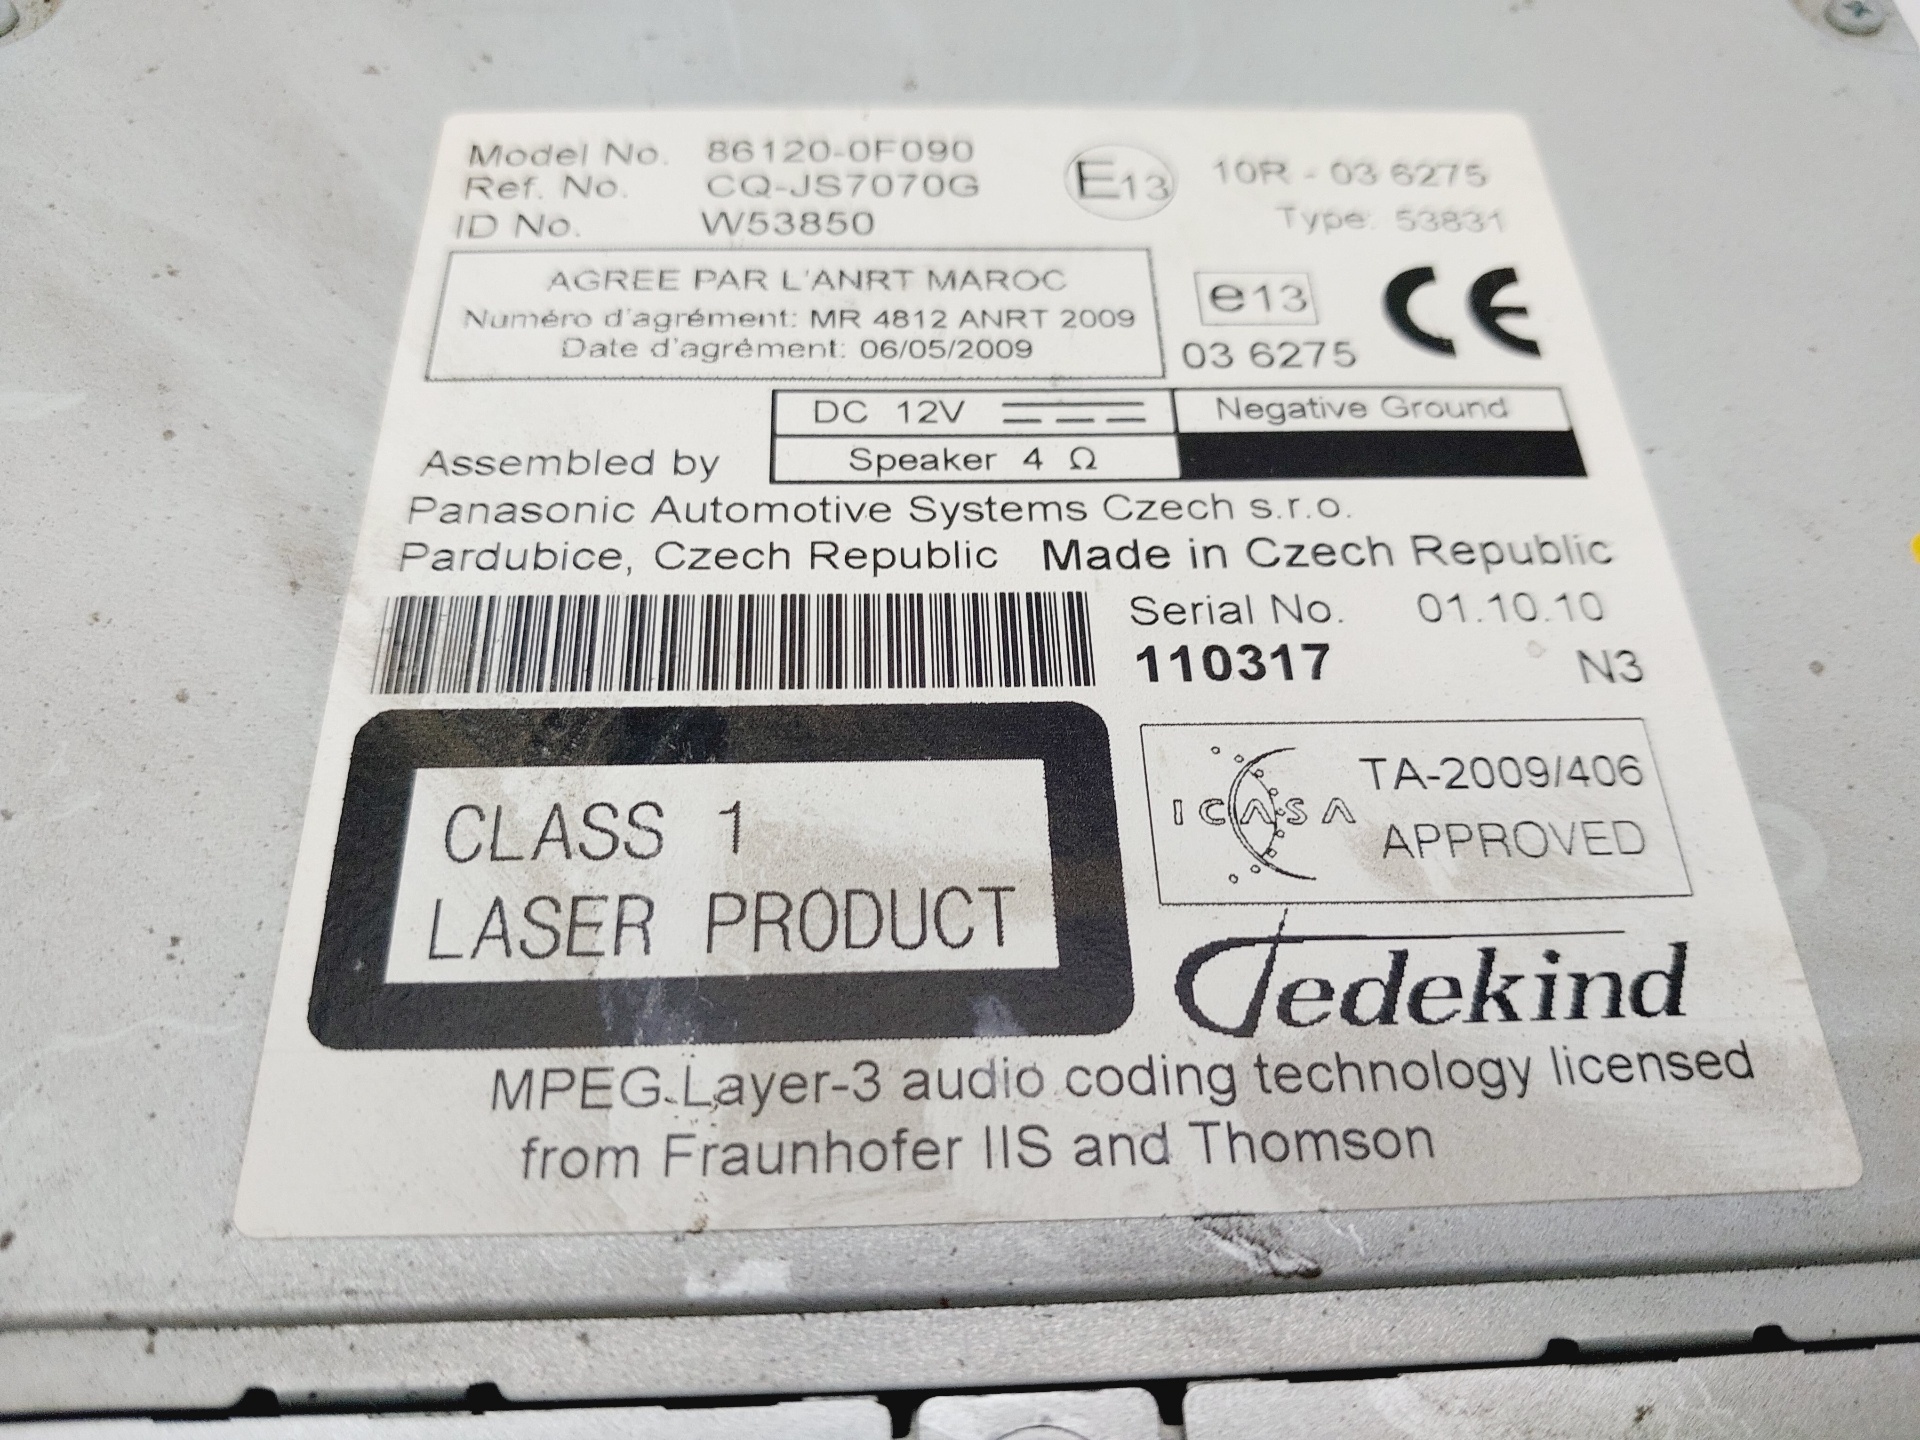 Model No. 86120-0F090
Ref. No. CQ-JS7070G
ID No. W53850
E13
10R - 03 6275
Type: 53831
AGREE PAR L'ANRT MAROC
Numéro d'agrément: MR 4812 ANRT 2009
Date d'agrément: 06/05/2009
e13
03 6275
CE
DC 12V
Negative Ground
Speaker 4 Ω
Assembled by
Panasonic Automotive Systems Czech s.r.o.
Pardubice, Czech Republic Made in Czech Republic
Serial No. 01.10.10
110317 N3
CLASS 1
LASER PRODUCT
ICASA
TA-2009/406
APPROVED
Dedekind
MPEG Layer-3 audio coding technology licensed
from Fraunhofer IIS and Thomson